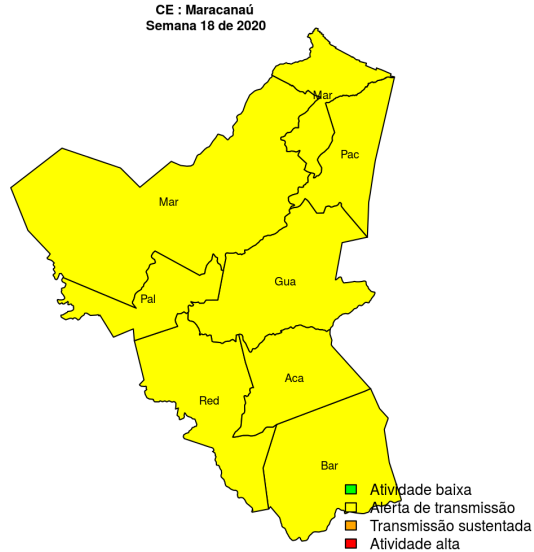 CE : Maracanaú
Semana 18 de 2020
Mar
Pac
Mar
Gua
Pal
Aca
Red
Bar
Atividade baixa
Alerta de transmissão
Transmissão sustentada
Atividade alta